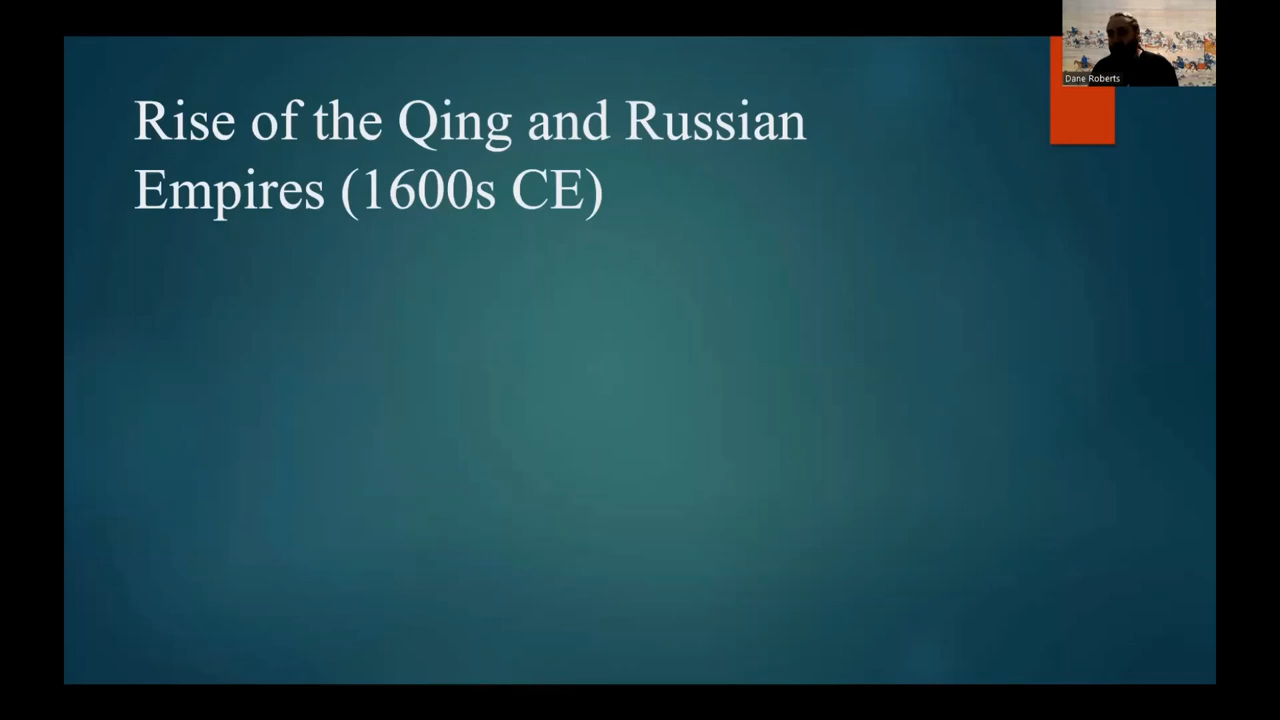 Rise of the Qing and Russian
Empires (1600s CE)
Dane Roberts